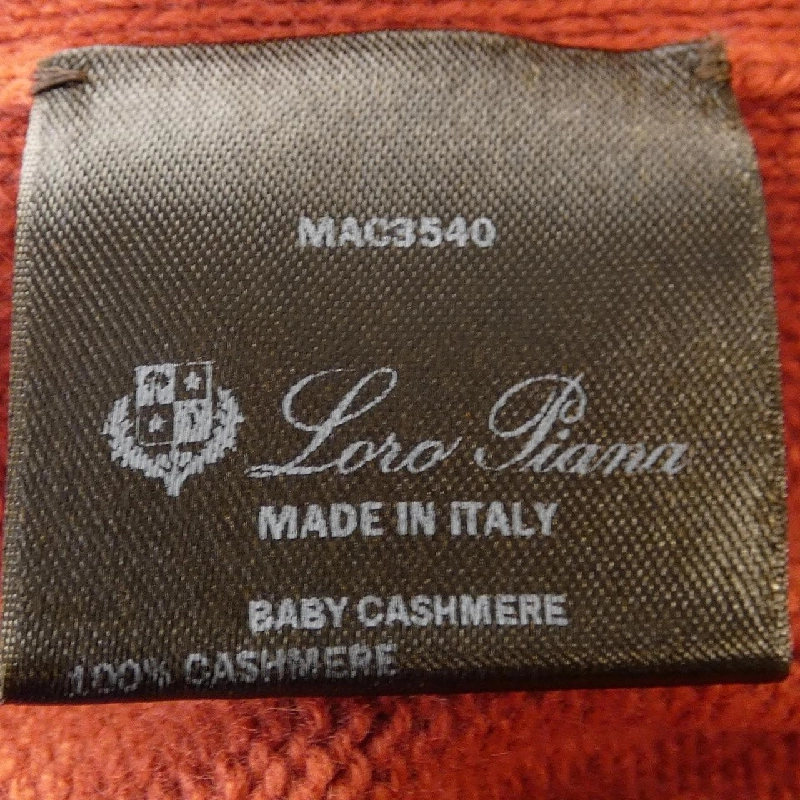 MAC3540
Loro Piana
MADE IN ITALY
BABY CASHMERE
100% CASHMERE